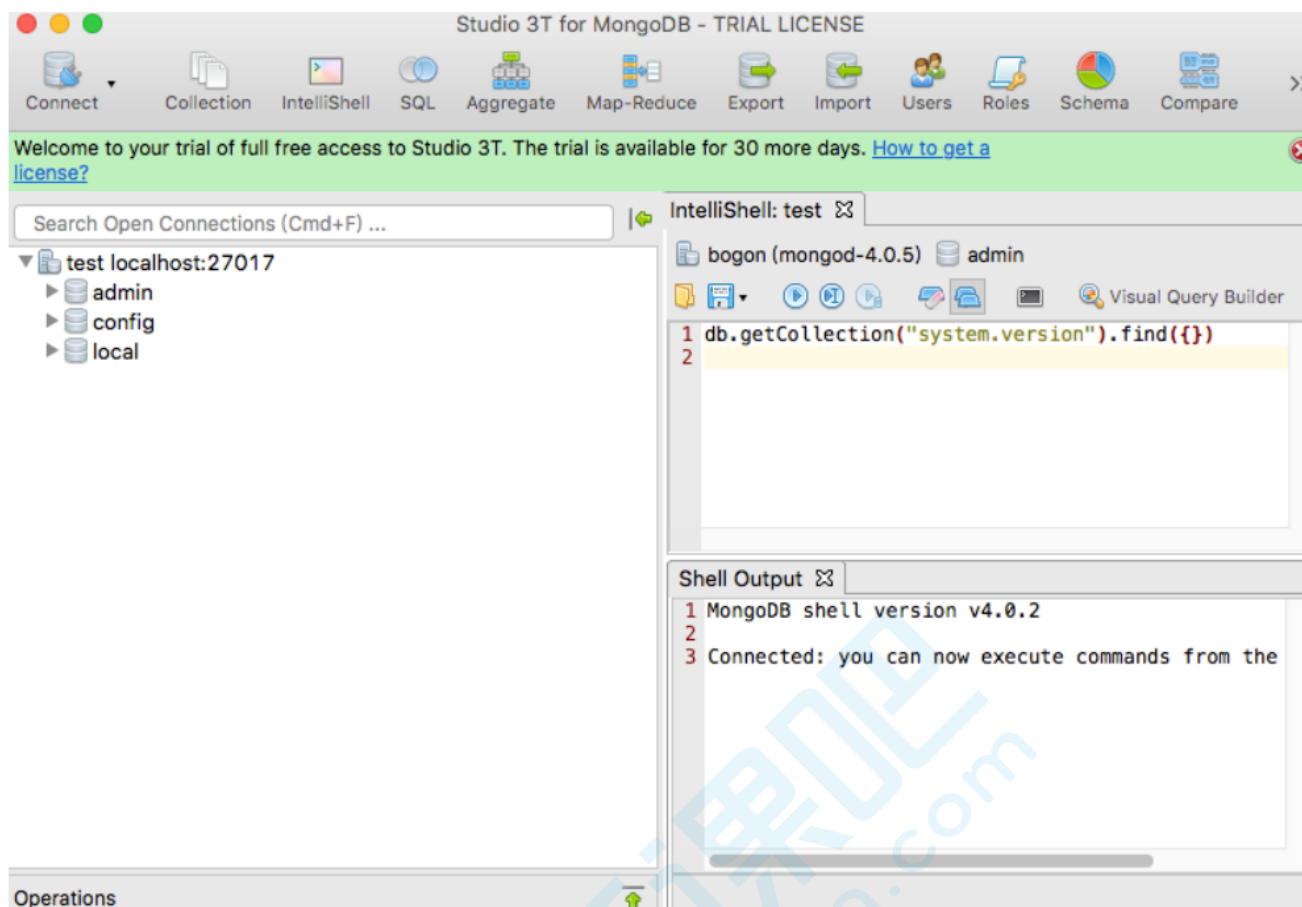 Studio 3T for MongoDB - TRIAL LICENSE
Connect Collection IntelliShell SQL Aggregate Map-Reduce Export Import Users Roles Schema Compare
Welcome to your trial of full free access to Studio 3T. The trial is available for 30 more days. How to get a
license?
Search Open Connections (Cmd+F) ...
test localhost:27017
admin
config
local
Operations
IntelliShell: test
bogon (mongod-4.0.5) admin
Visual Query Builder
1 db.getCollection("system.version").find({})
2
Shell Output
1 MongoDB shell version v4.0.2
2
3 Connected: you can now execute commands from the
课吧
.com